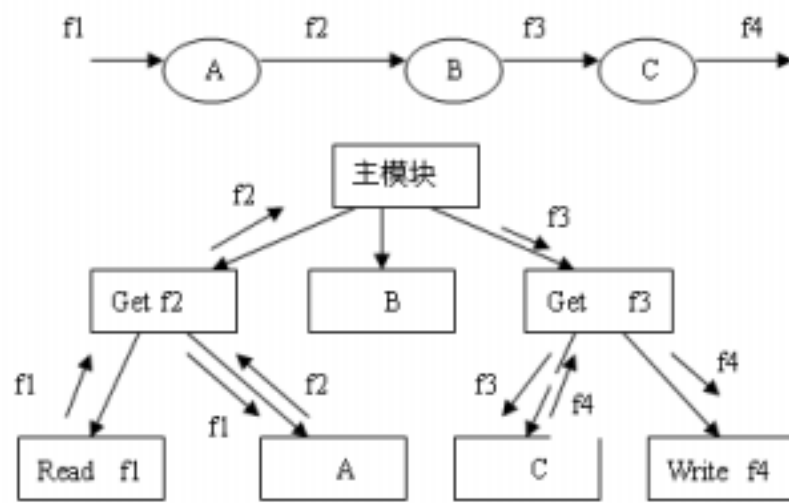 f1 f2 f3 f4
A B C
主模块
f2 f3
Get f2 B Get f3
f1 f1 f2 f3 f4 f4
Read f1 A C Write f4